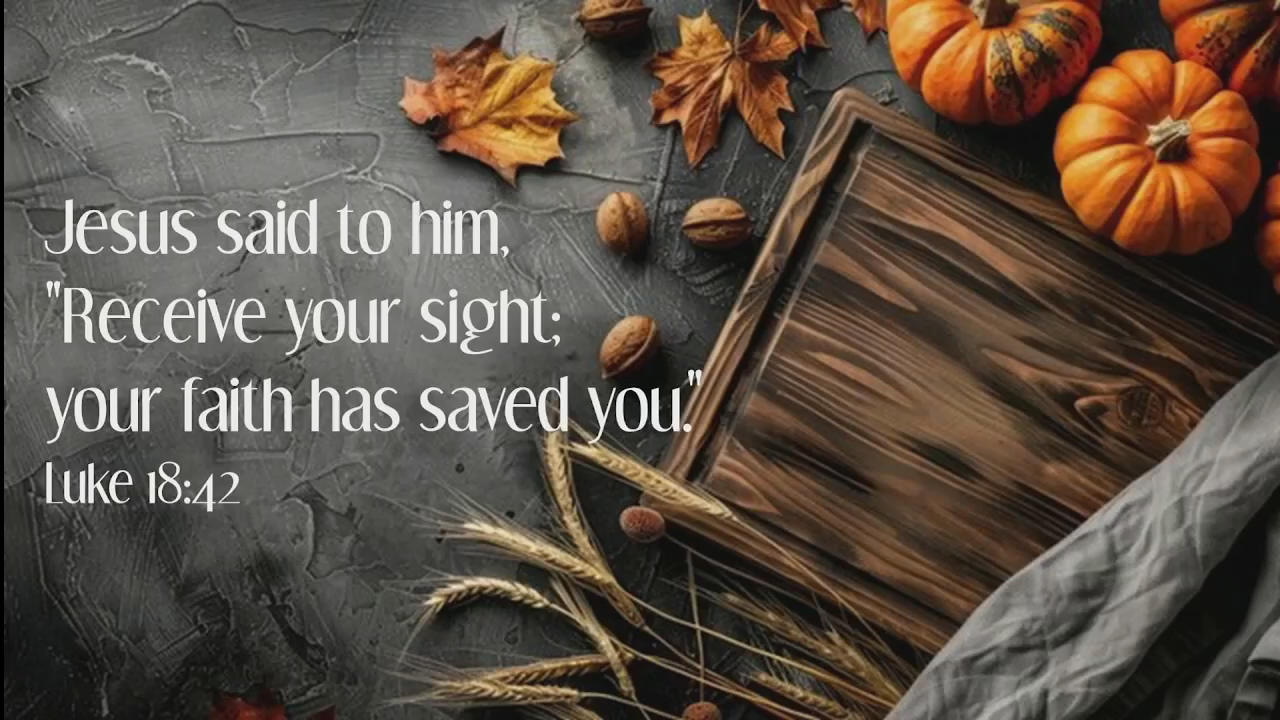 Jesus said to him,
"Receive your sight;
your faith has saved you."
Luke 18:42